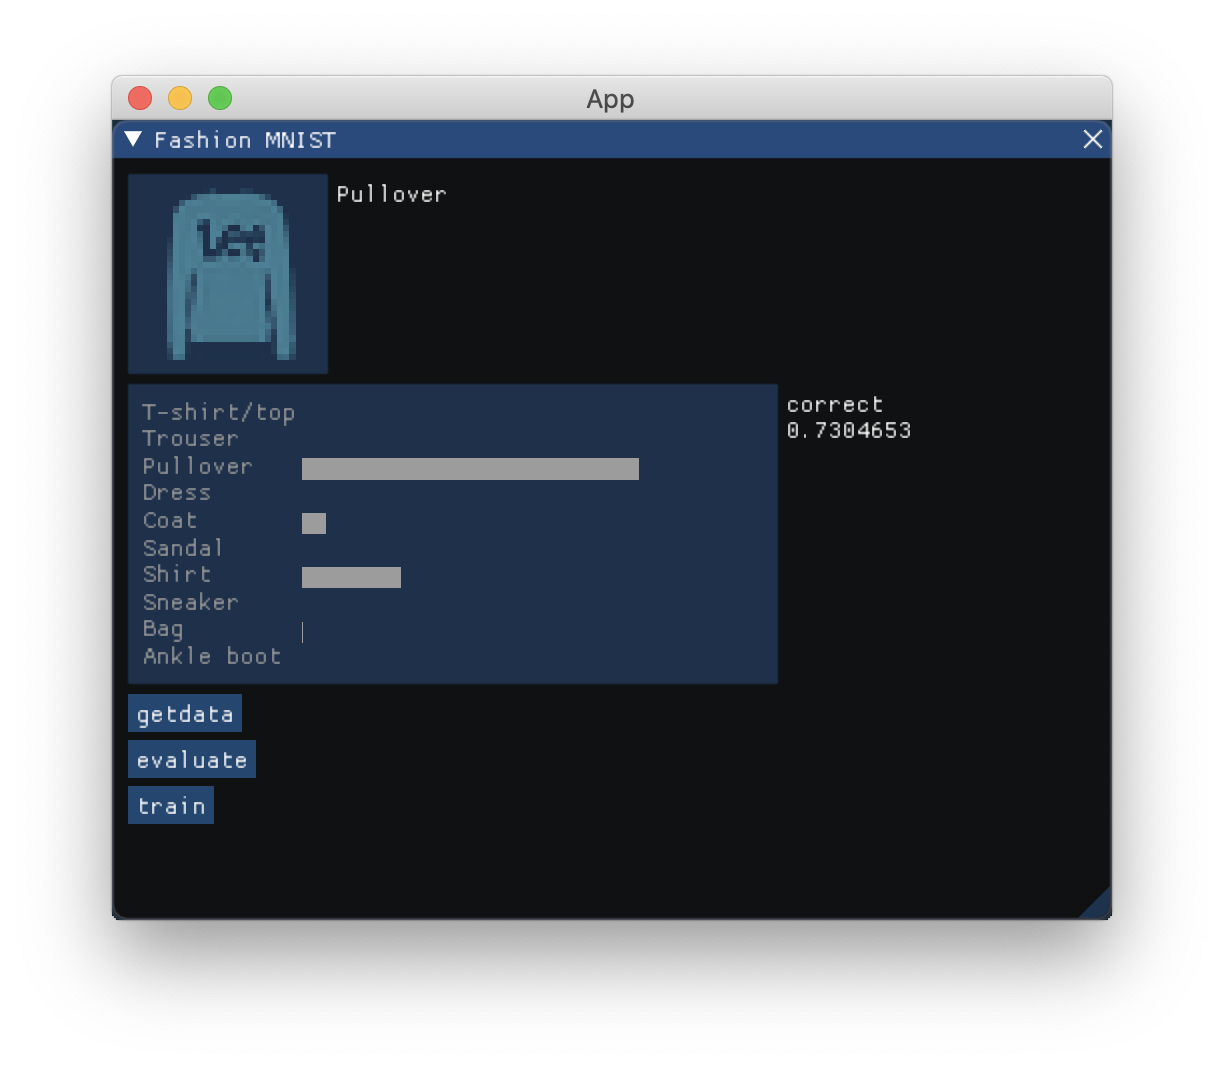 App
Fashion MNIST
Lee
Pullover
T-shirt/top
Trouser
Pullover
Dress
Coat
Sandal
Shirt
Sneaker
Bag
Ankle boot
correct
0.7304653
getdata
evaluate
train